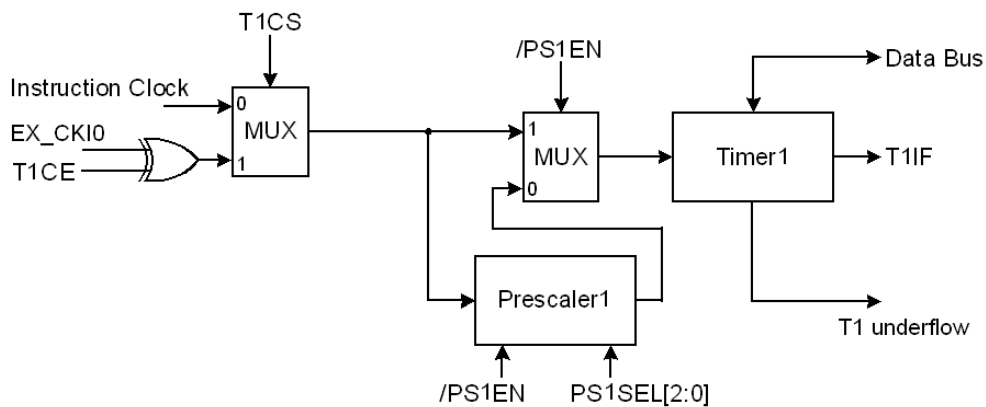 T1CS
/PS1EN
Data Bus
Instruction Clock
0
MUX
EX_CKI0
T1CE
1
1
MUX
0
Timer1
T1IF
Prescaler1
T1 underflow
/PS1EN
PS1SEL[2:0]